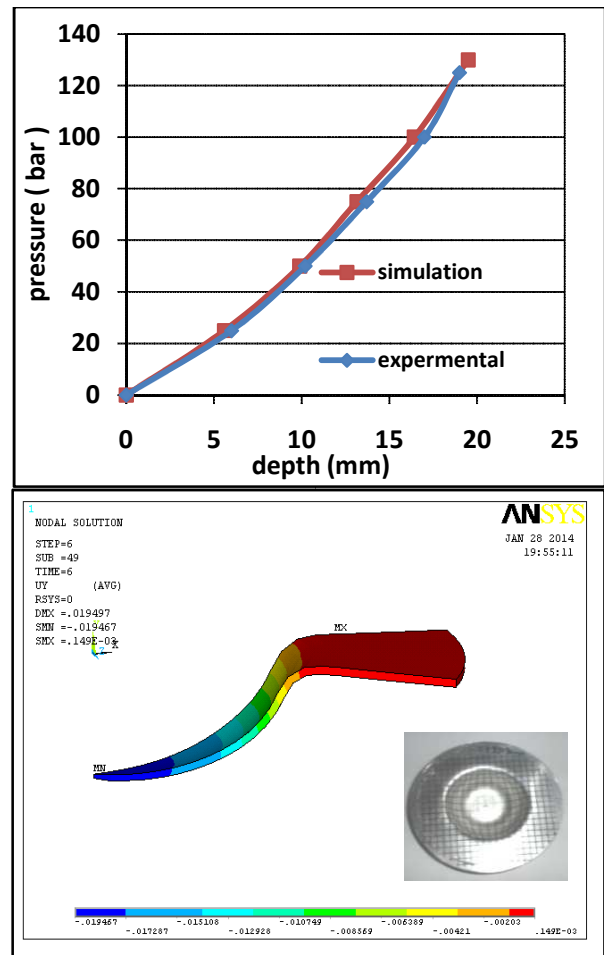 140
120
100
80
60
40
20
0
pressure ( bar )
simulation
expermental
0 5 10 15 20 25
depth (mm)
1
NODAL SOLUTION
STEP=6
SUB =49
TIME=6
UY (AVG)
RSYS=0
DMX =.019497
SMN =-.019467
SMX =.149E-03
ANSYS
JAN 28 2014
19:55:11
X
MX
MN
-.019467 -.015108 -.010749 -.006389 -.00203
-.017287 -.012928 -.008569 -.00421 .149E-03